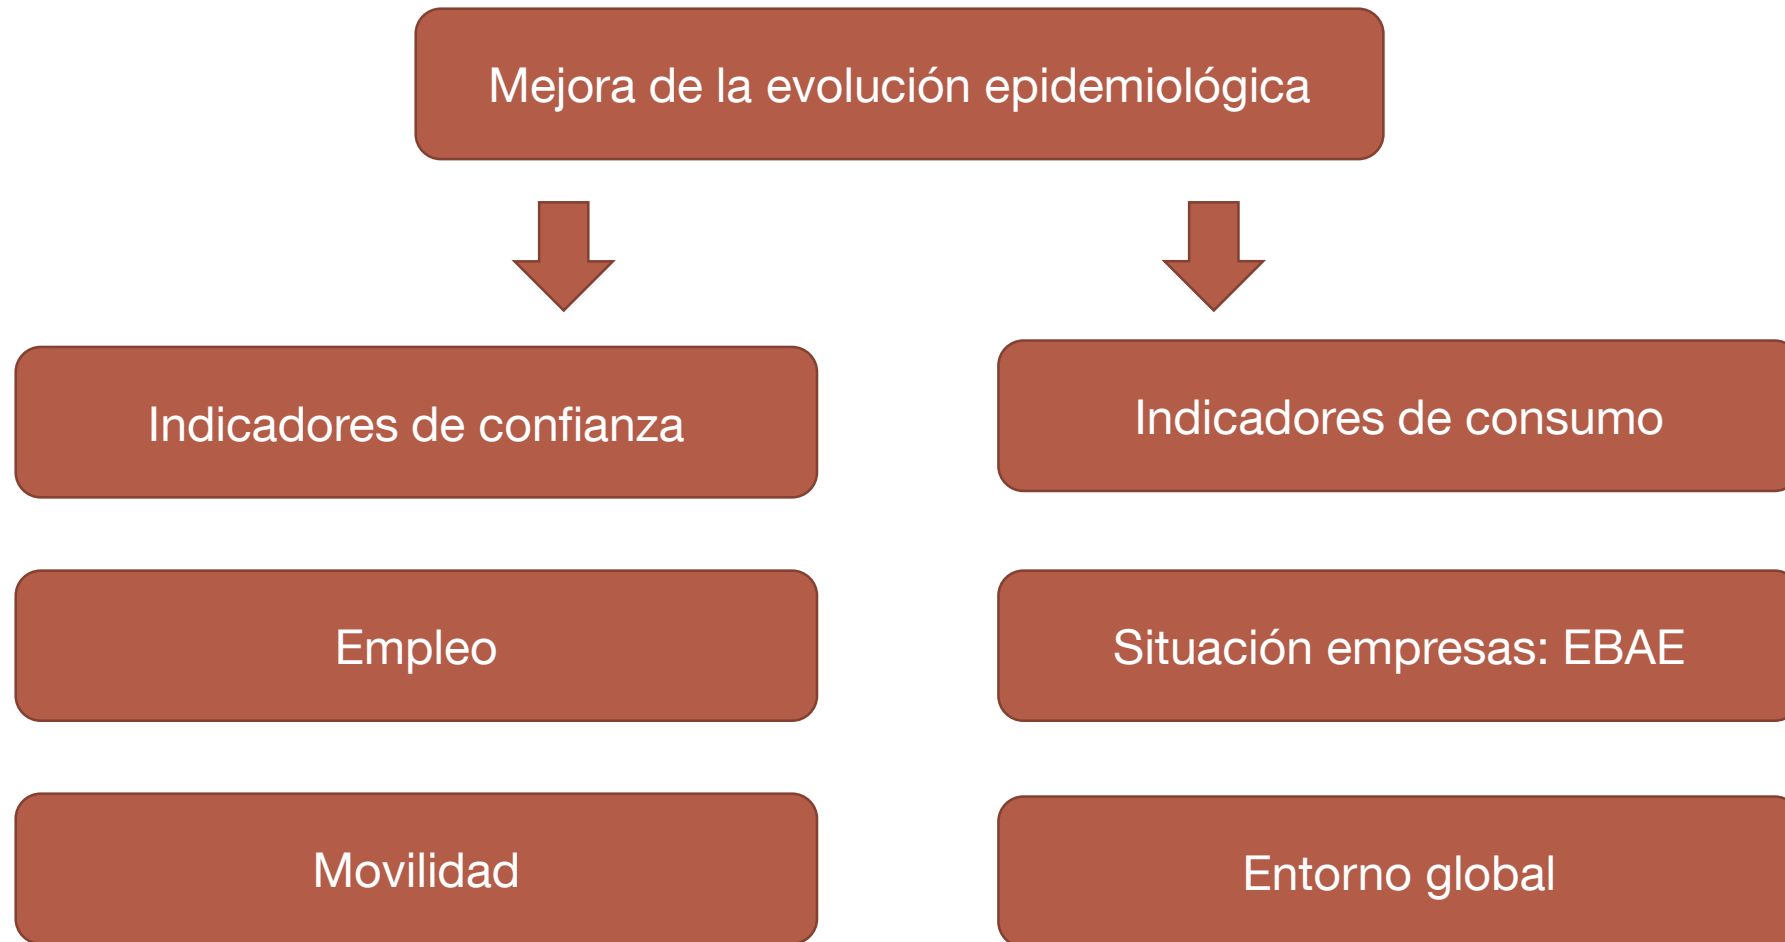 Mejora de la evolución epidemiológica
Indicadores de confianza
Indicadores de consumo
Empleo
Situación empresas: EBAE
Movilidad
Entorno global